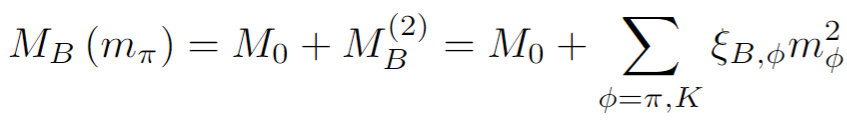 M_B (m_π) = M_0 + M_B^{(2)} = M_0 + ∑_{ϕ=π,K} ξ_{B,ϕ} m_ϕ^2